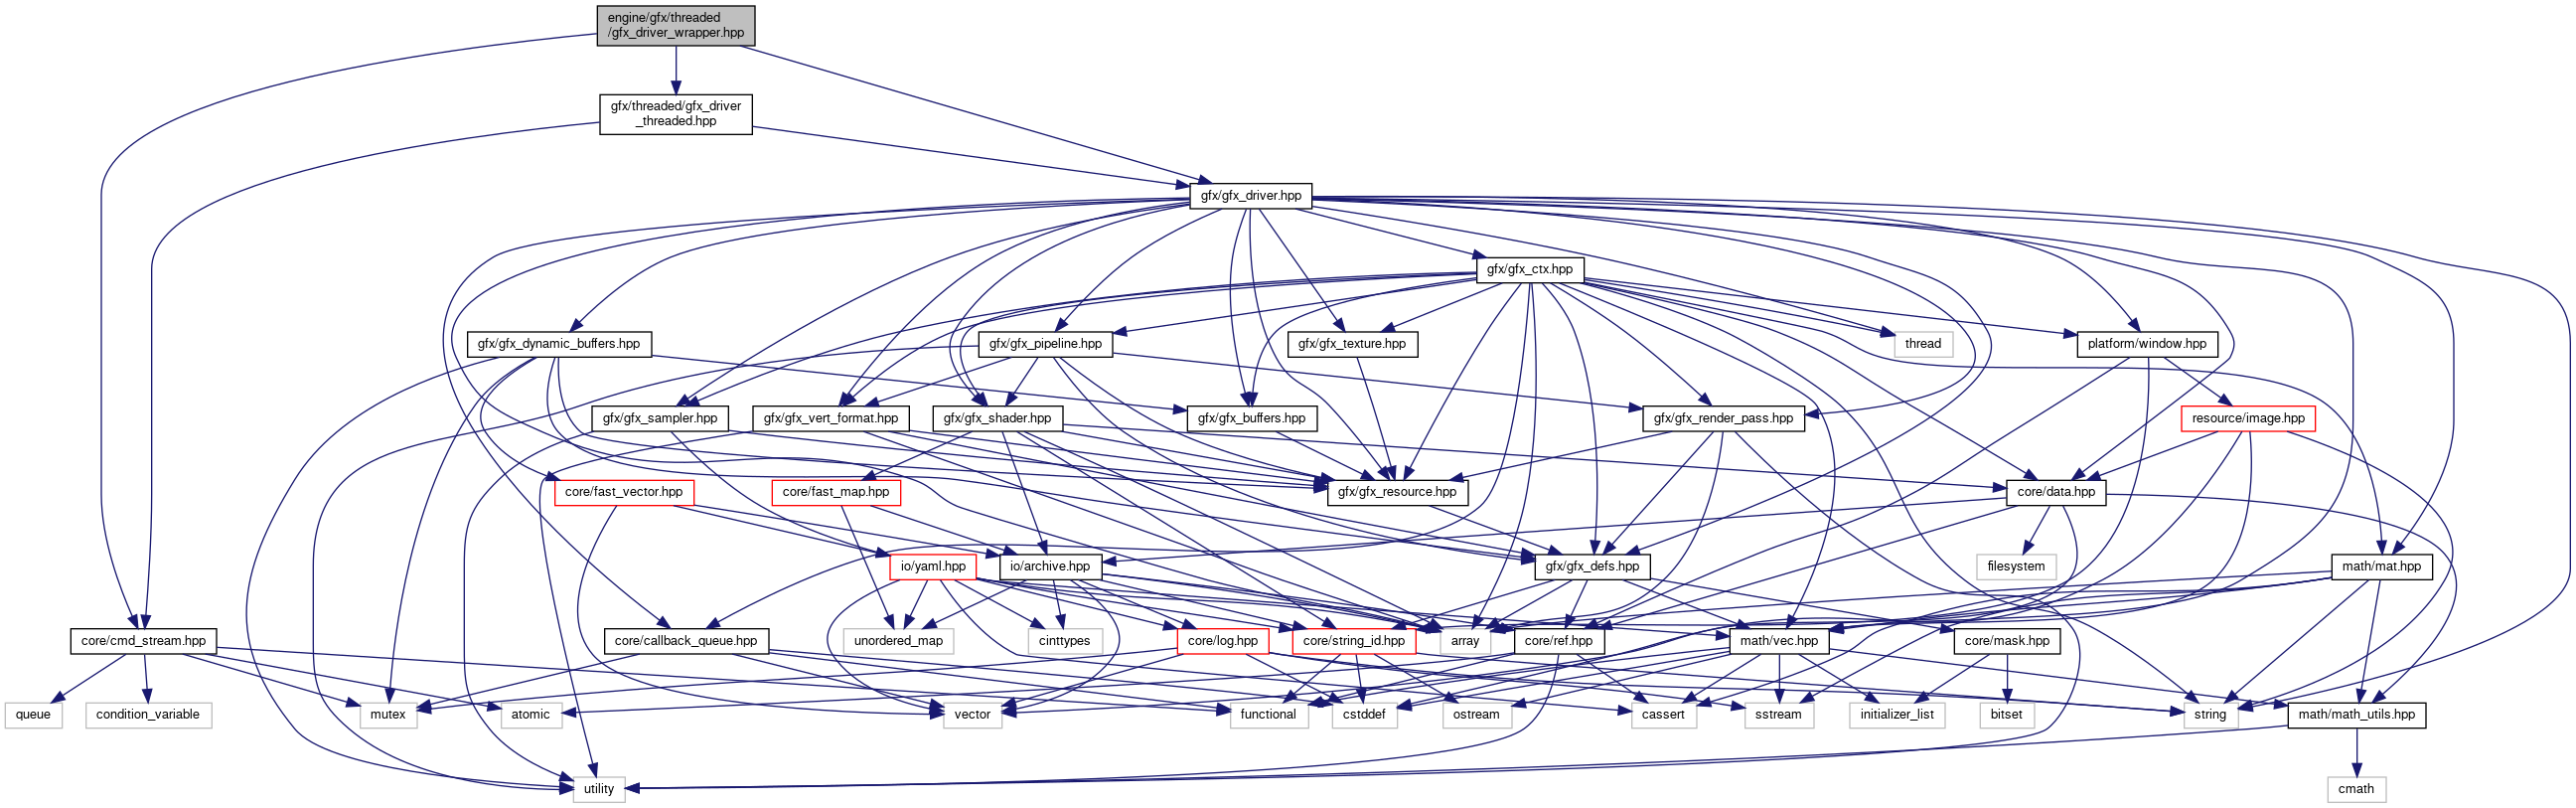 engine/gfx/threaded
/gfx_driver_wrapper.hpp
gfx/threaded/gfx_driver
_threaded.hpp
gfx/gfx_driver.hpp
gfx/gfx_ctx.hpp
gfx/gfx_dynamic_buffers.hpp
gfx/gfx_pipeline.hpp
gfx/gfx_texture.hpp
thread
platform/window.hpp
gfx/gfx_sampler.hpp
gfx/gfx_vert_format.hpp
gfx/gfx_shader.hpp
gfx/gfx_buffers.hpp
gfx/gfx_render_pass.hpp
resource/image.hpp
core/fast_vector.hpp
core/fast_map.hpp
gfx/gfx_resource.hpp
core/data.hpp
io/yaml.hpp
io/archive.hpp
gfx/gfx_defs.hpp
filesystem
math/mat.hpp
core/cmd_stream.hpp
core/callback_queue.hpp
unordered_map
cinttypes
core/log.hpp
core/string_id.hpp
array
core/ref.hpp
math/vec.hpp
core/mask.hpp
queue
condition_variable
mutex
atomic
vector
functional
cstddef
ostream
cassert
sstream
initializer_list
bitset
string
math/math_utils.hpp
utility
cmath